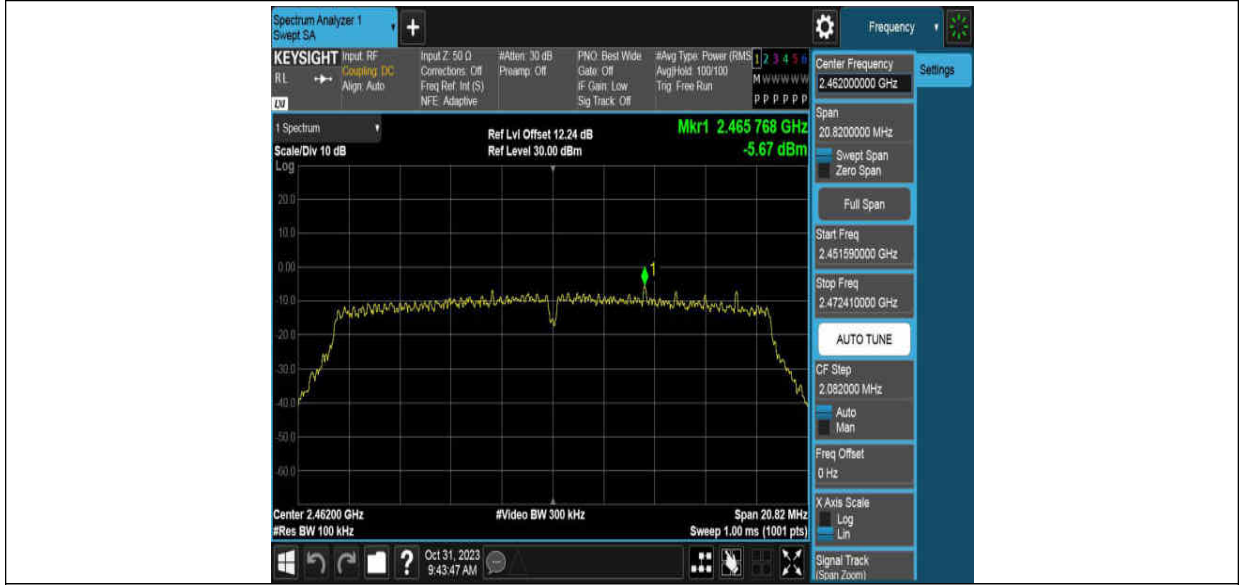 Spectrum Analyzer 1
Swept SA
+
Frequency
KEYSIGHT
RL
LV
Input: RF
Coupling: DC
Align: Auto
Input Z: 50 Ω
Corrections: Off
Freq Ref: Int (S)
NFE: Adaptive
#Atten: 30 dB
Preamp: Off
PNO: Best Wide
Gate: Off
IF Gain: Low
Sig Track: Off
#Avg Type: Power (RMS
Avg|Hold: 100/100
Trig: Free Run
1 2 3 4 5 6
M W W W W W
P P P P P P
1 Spectrum
Scale/Div 10 dB
Log
Ref Lvl Offset 12.24 dB
Ref Level 30.00 dBm
Mkr1 2.465 768 GHz
-5.67 dBm
20.0
10.0
0.00
-10.0
-20.0
-30.0
-40.0
-50.0
-60.0
1
Center 2.46200 GHz
#Res BW 100 kHz
#Video BW 300 kHz
Span 20.82 MHz
Sweep 1.00 ms (1001 pts)
?
Oct 31, 2023
9:43:47 AM
Center Frequency
2.462000000 GHz
Settings
Span
20.8200000 MHz
Swept Span
Zero Span
Full Span
Start Freq
2.451590000 GHz
Stop Freq
2.472410000 GHz
AUTO TUNE
CF Step
2.082000 MHz
Auto
Man
Freq Offset
0 Hz
X Axis Scale
Log
Lin
Signal Track
(Span Zoom)